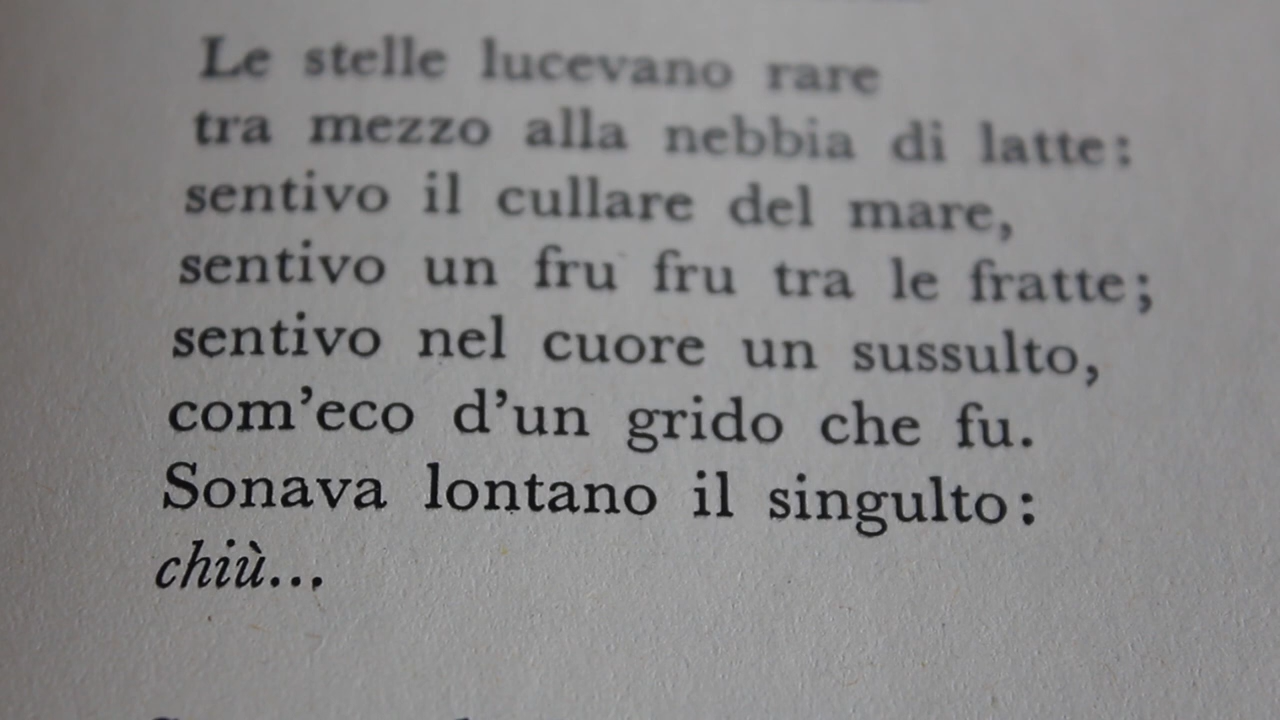 Le stelle lucevano rare
tra mezzo alla nebbia di latte:
sentivo il cullare del mare,
sentivo un fru fru tra le fratte;
sentivo nel cuore un sussulto,
com'eco d'un grido che fu.
Sonava lontano il singulto:
chiù...